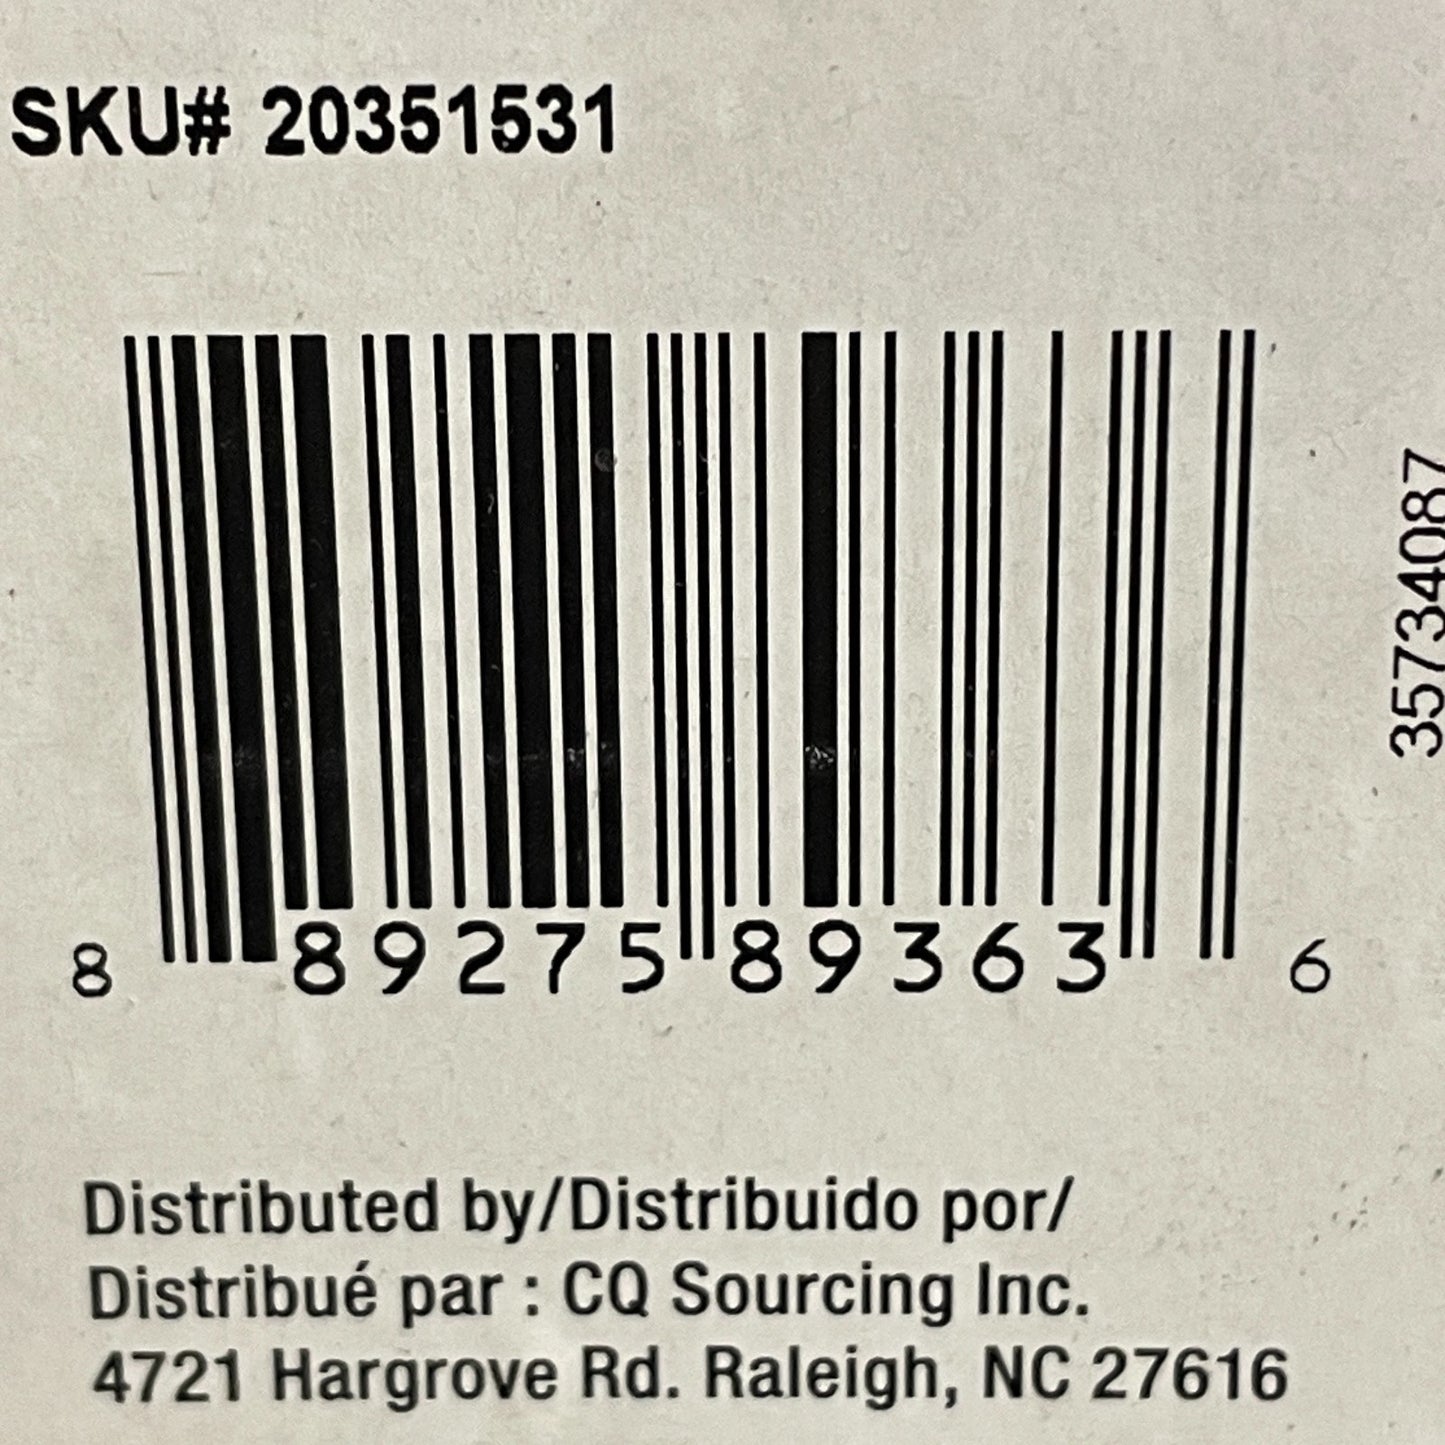 SKU# 20351531
8 89275 89363 6
35734087
Distributed by/Distribuido por/
Distribué par : CQ Sourcing Inc.
4721 Hargrove Rd. Raleigh, NC 27616